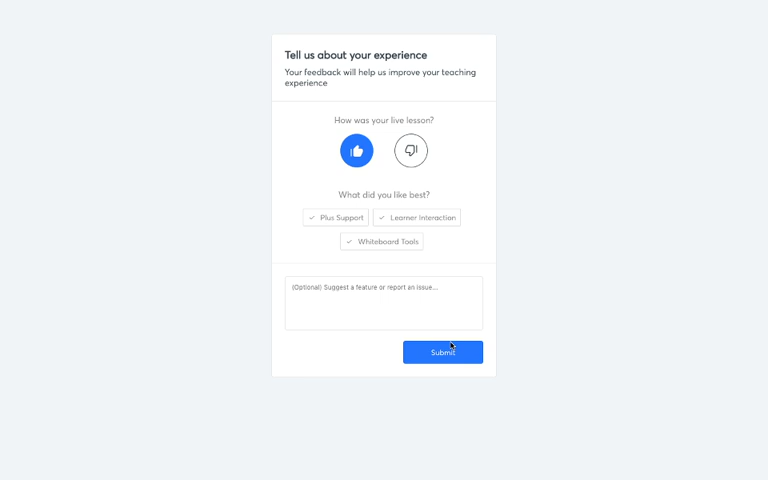 Tell us about your experience
Your feedback will help us improve your teaching
experience
How was your live lesson?
What did you like best?
Plus Support
Learner Interaction
Whiteboard Tools
(Optional) Suggest a feature or report an issue...
Submit